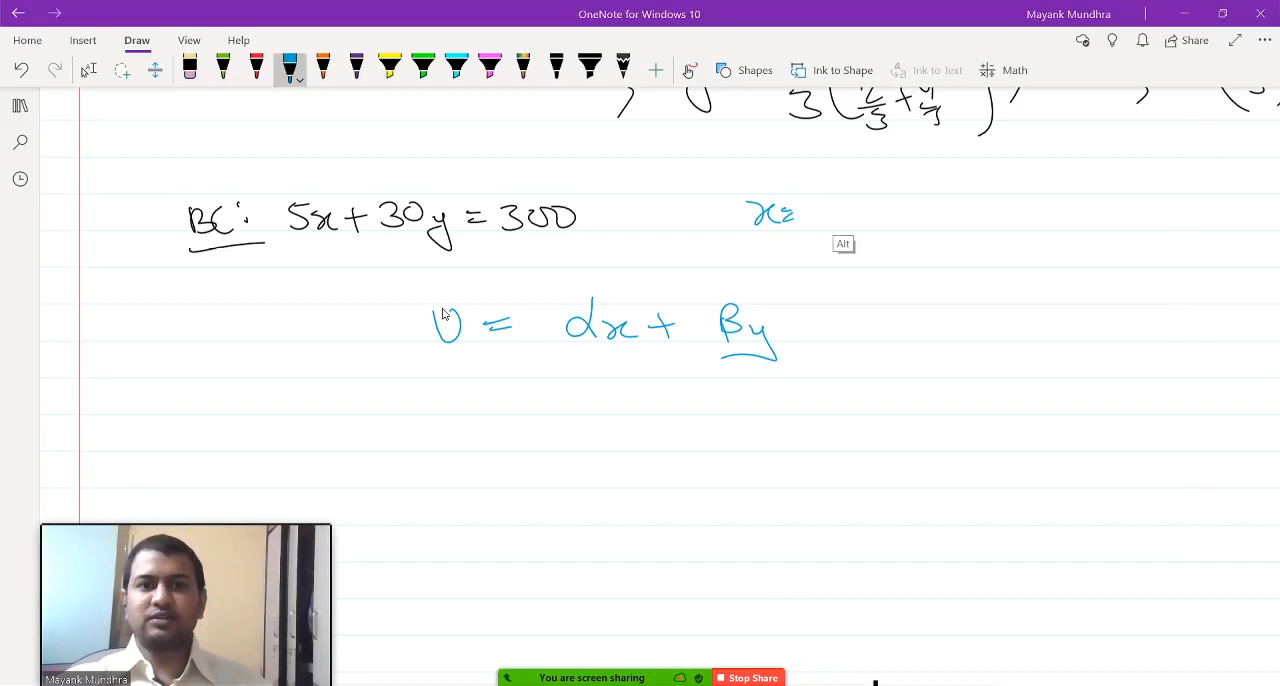 OneNote for Windows 10
Mayank Mundhra
Home Insert Draw View Help
Share
Shapes Ink to Shape Ink to Text Math
BC: 5x + 30y = 300
x=
Alt
U = αx + βy
Mayank Mundhra
You are screen sharing Stop Share